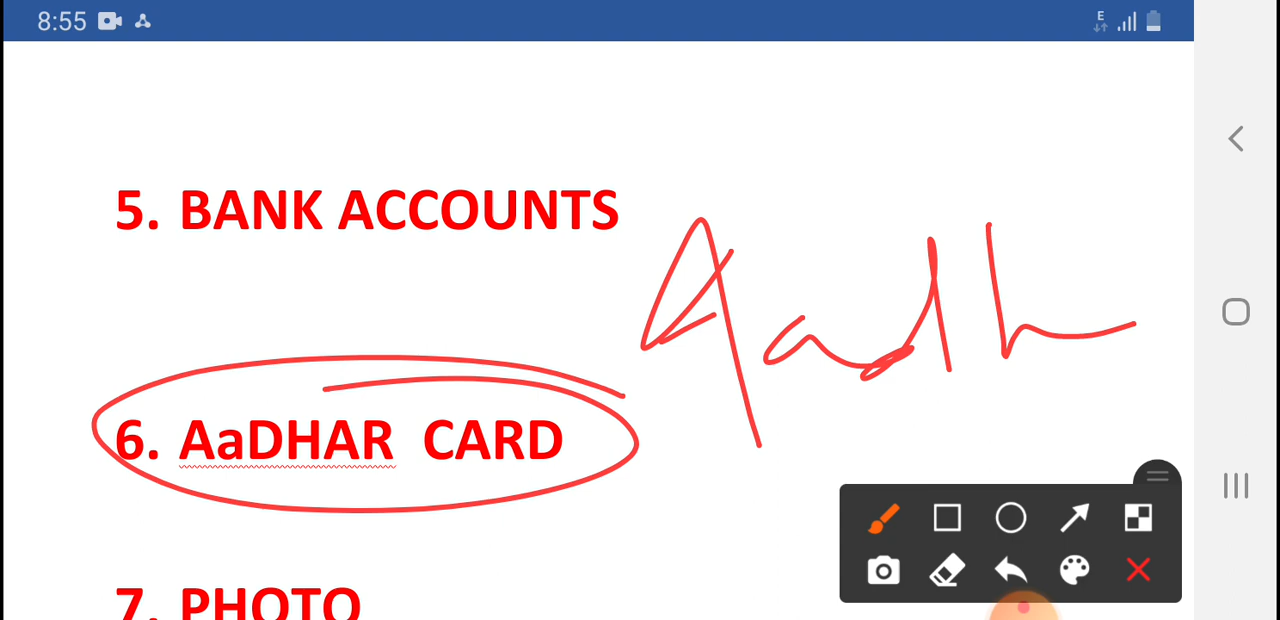 8:55
E
5. BANK ACCOUNTS
Aadh
6. AaDHAR CARD
7. PHOTO